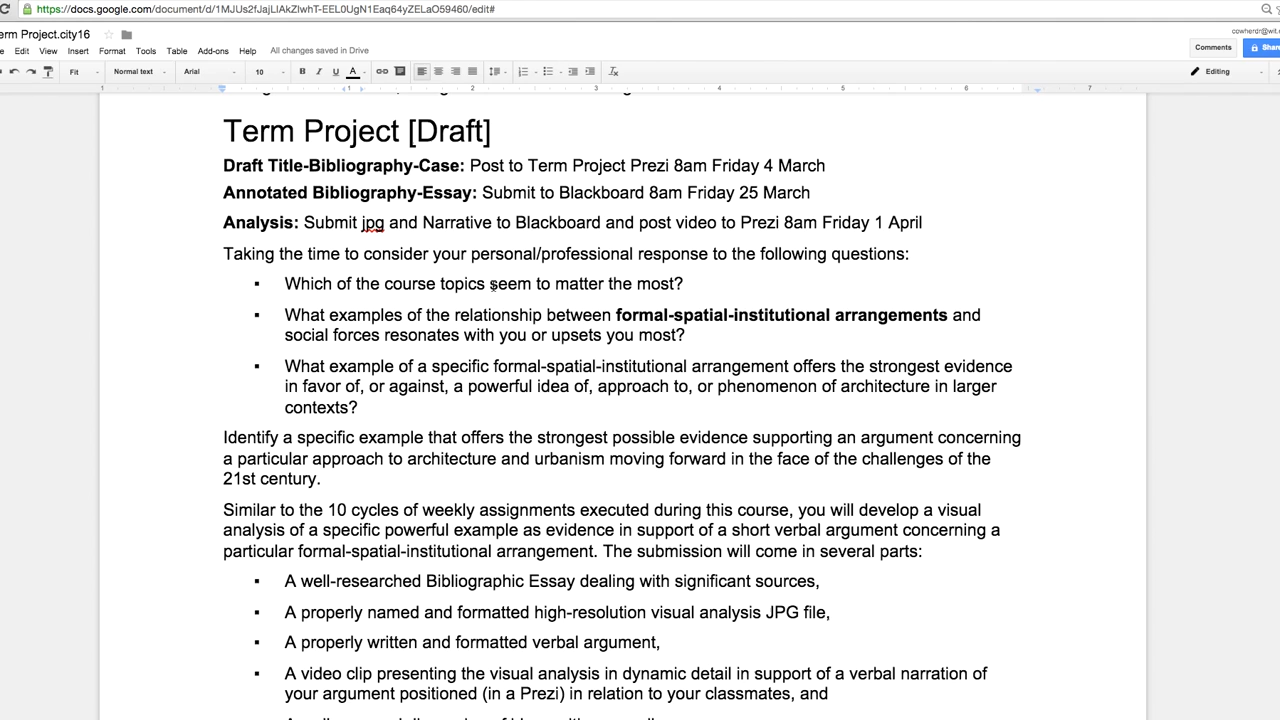 https://docs.google.com/document/d/1MJUs2fJajLIAkZlwhT-EEL0UgN1Eaq64yZELaO59460/edit#
erm Project.city16
cowherdr@wit.
Edit View Insert Format Tools Table Add-ons Help All changes saved in Drive
Comments
Shar
Fit Normal text Arial 10 B I U A Editing
1 1 2 3 4 5 6 7
Term Project [Draft]
Draft Title-Bibliography-Case: Post to Term Project Prezi 8am Friday 4 March
Annotated Bibliography-Essay: Submit to Blackboard 8am Friday 25 March
Analysis: Submit jpg and Narrative to Blackboard and post video to Prezi 8am Friday 1 April
Taking the time to consider your personal/professional response to the following questions:
▪ Which of the course topics seem to matter the most?
▪ What examples of the relationship between formal-spatial-institutional arrangements and
social forces resonates with you or upsets you most?
▪ What example of a specific formal-spatial-institutional arrangement offers the strongest evidence
in favor of, or against, a powerful idea of, approach to, or phenomenon of architecture in larger
contexts?
Identify a specific example that offers the strongest possible evidence supporting an argument concerning
a particular approach to architecture and urbanism moving forward in the face of the challenges of the
21st century.
Similar to the 10 cycles of weekly assignments executed during this course, you will develop a visual
analysis of a specific powerful example as evidence in support of a short verbal argument concerning a
particular formal-spatial-institutional arrangement. The submission will come in several parts:
▪ A well-researched Bibliographic Essay dealing with significant sources,
▪ A properly named and formatted high-resolution visual analysis JPG file,
▪ A properly written and formatted verbal argument,
▪ A video clip presenting the visual analysis in dynamic detail in support of a verbal narration of
your argument positioned (in a Prezi) in relation to your classmates, and